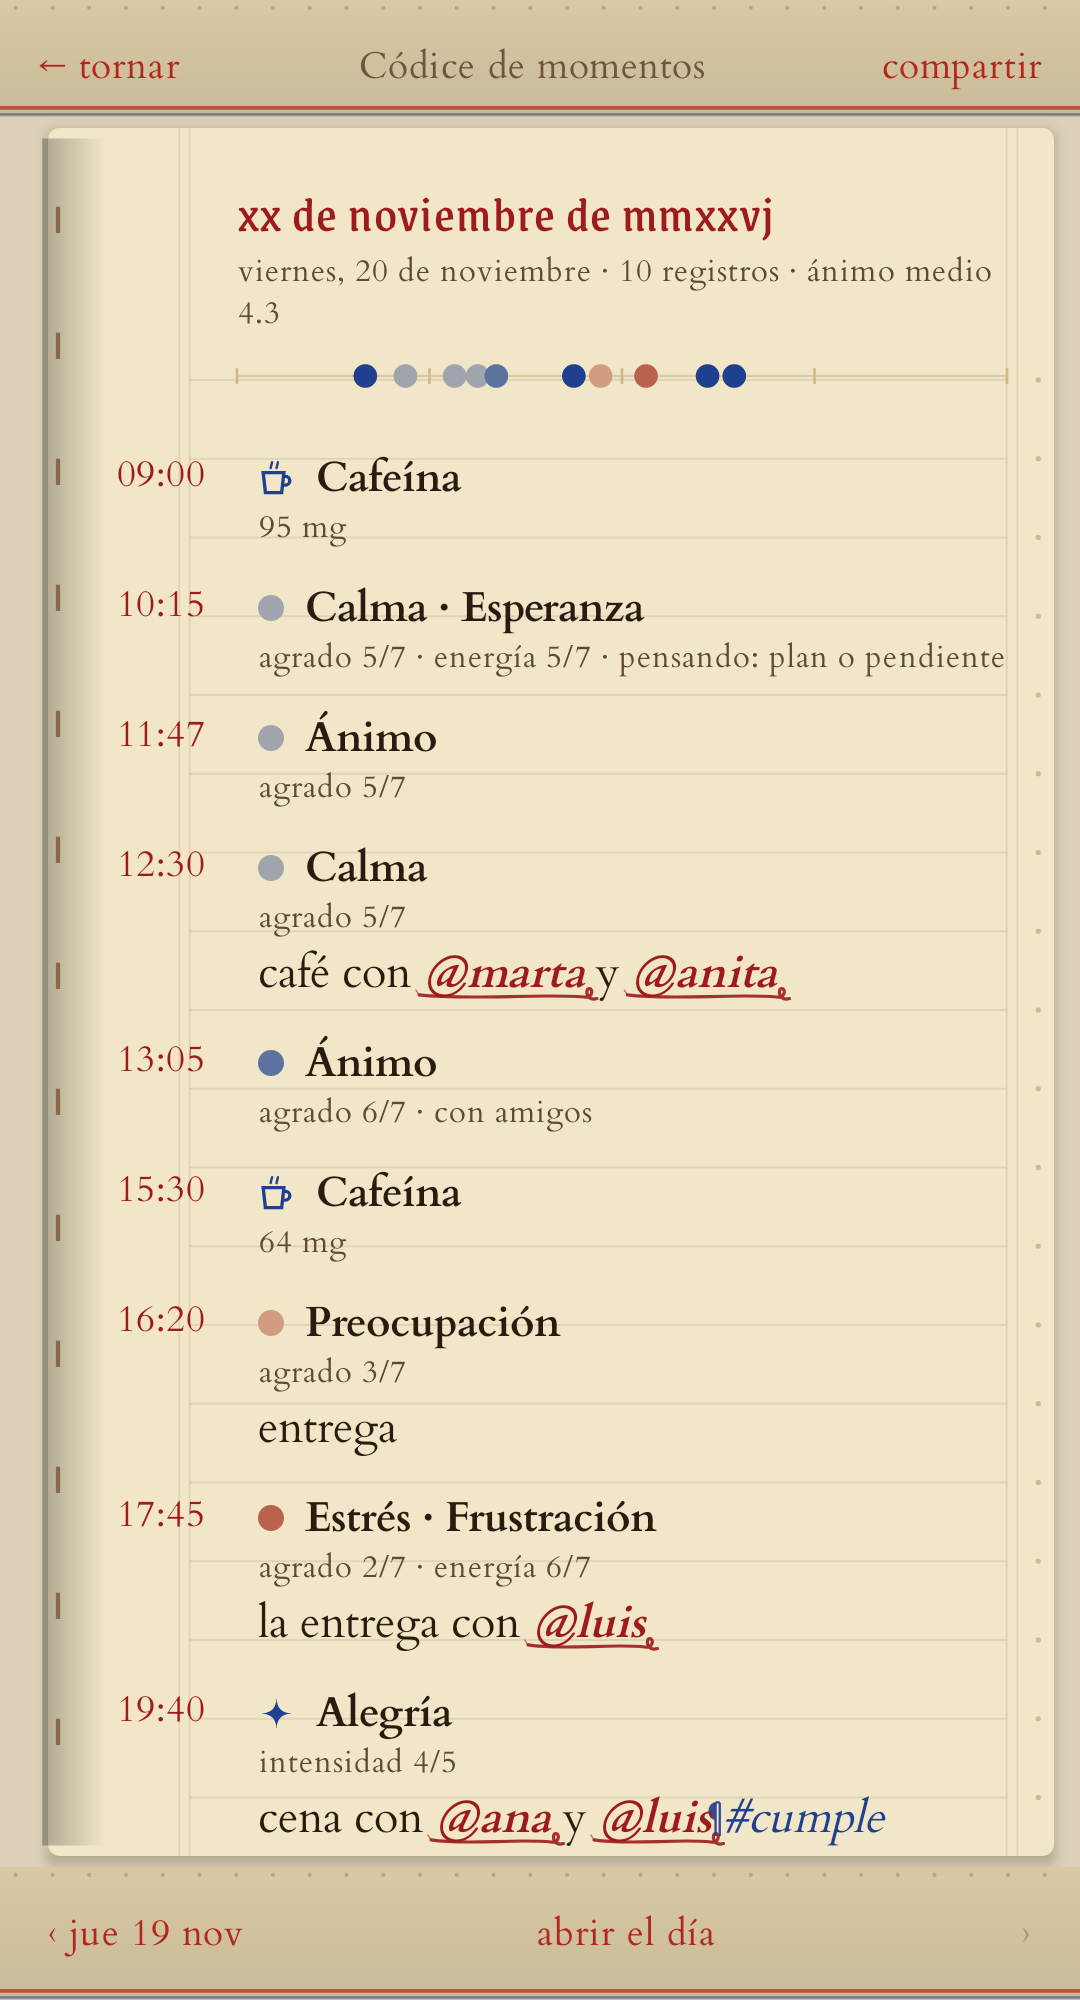 ← tornar
Códice de momentos
compartir
xx de noviembre de mmxxvj
viernes, 20 de noviembre · 10 registros · ánimo medio
4.3
09:00 Cafeína
95 mg
10:15 Calma · Esperanza
agrado 5/7 · energía 5/7 · pensando: plan o pendiente
11:47 Ánimo
agrado 5/7
12:30 Calma
agrado 5/7
café con @marta y @anita
13:05 Ánimo
agrado 6/7 · con amigos
15:30 Cafeína
64 mg
16:20 Preocupación
agrado 3/7
entrega
17:45 Estrés · Frustración
agrado 2/7 · energía 6/7
la entrega con @luis
19:40 Alegría
intensidad 4/5
cena con @ana y @luis ¶#cumple
‹ jue 19 nov
abrir el día
›